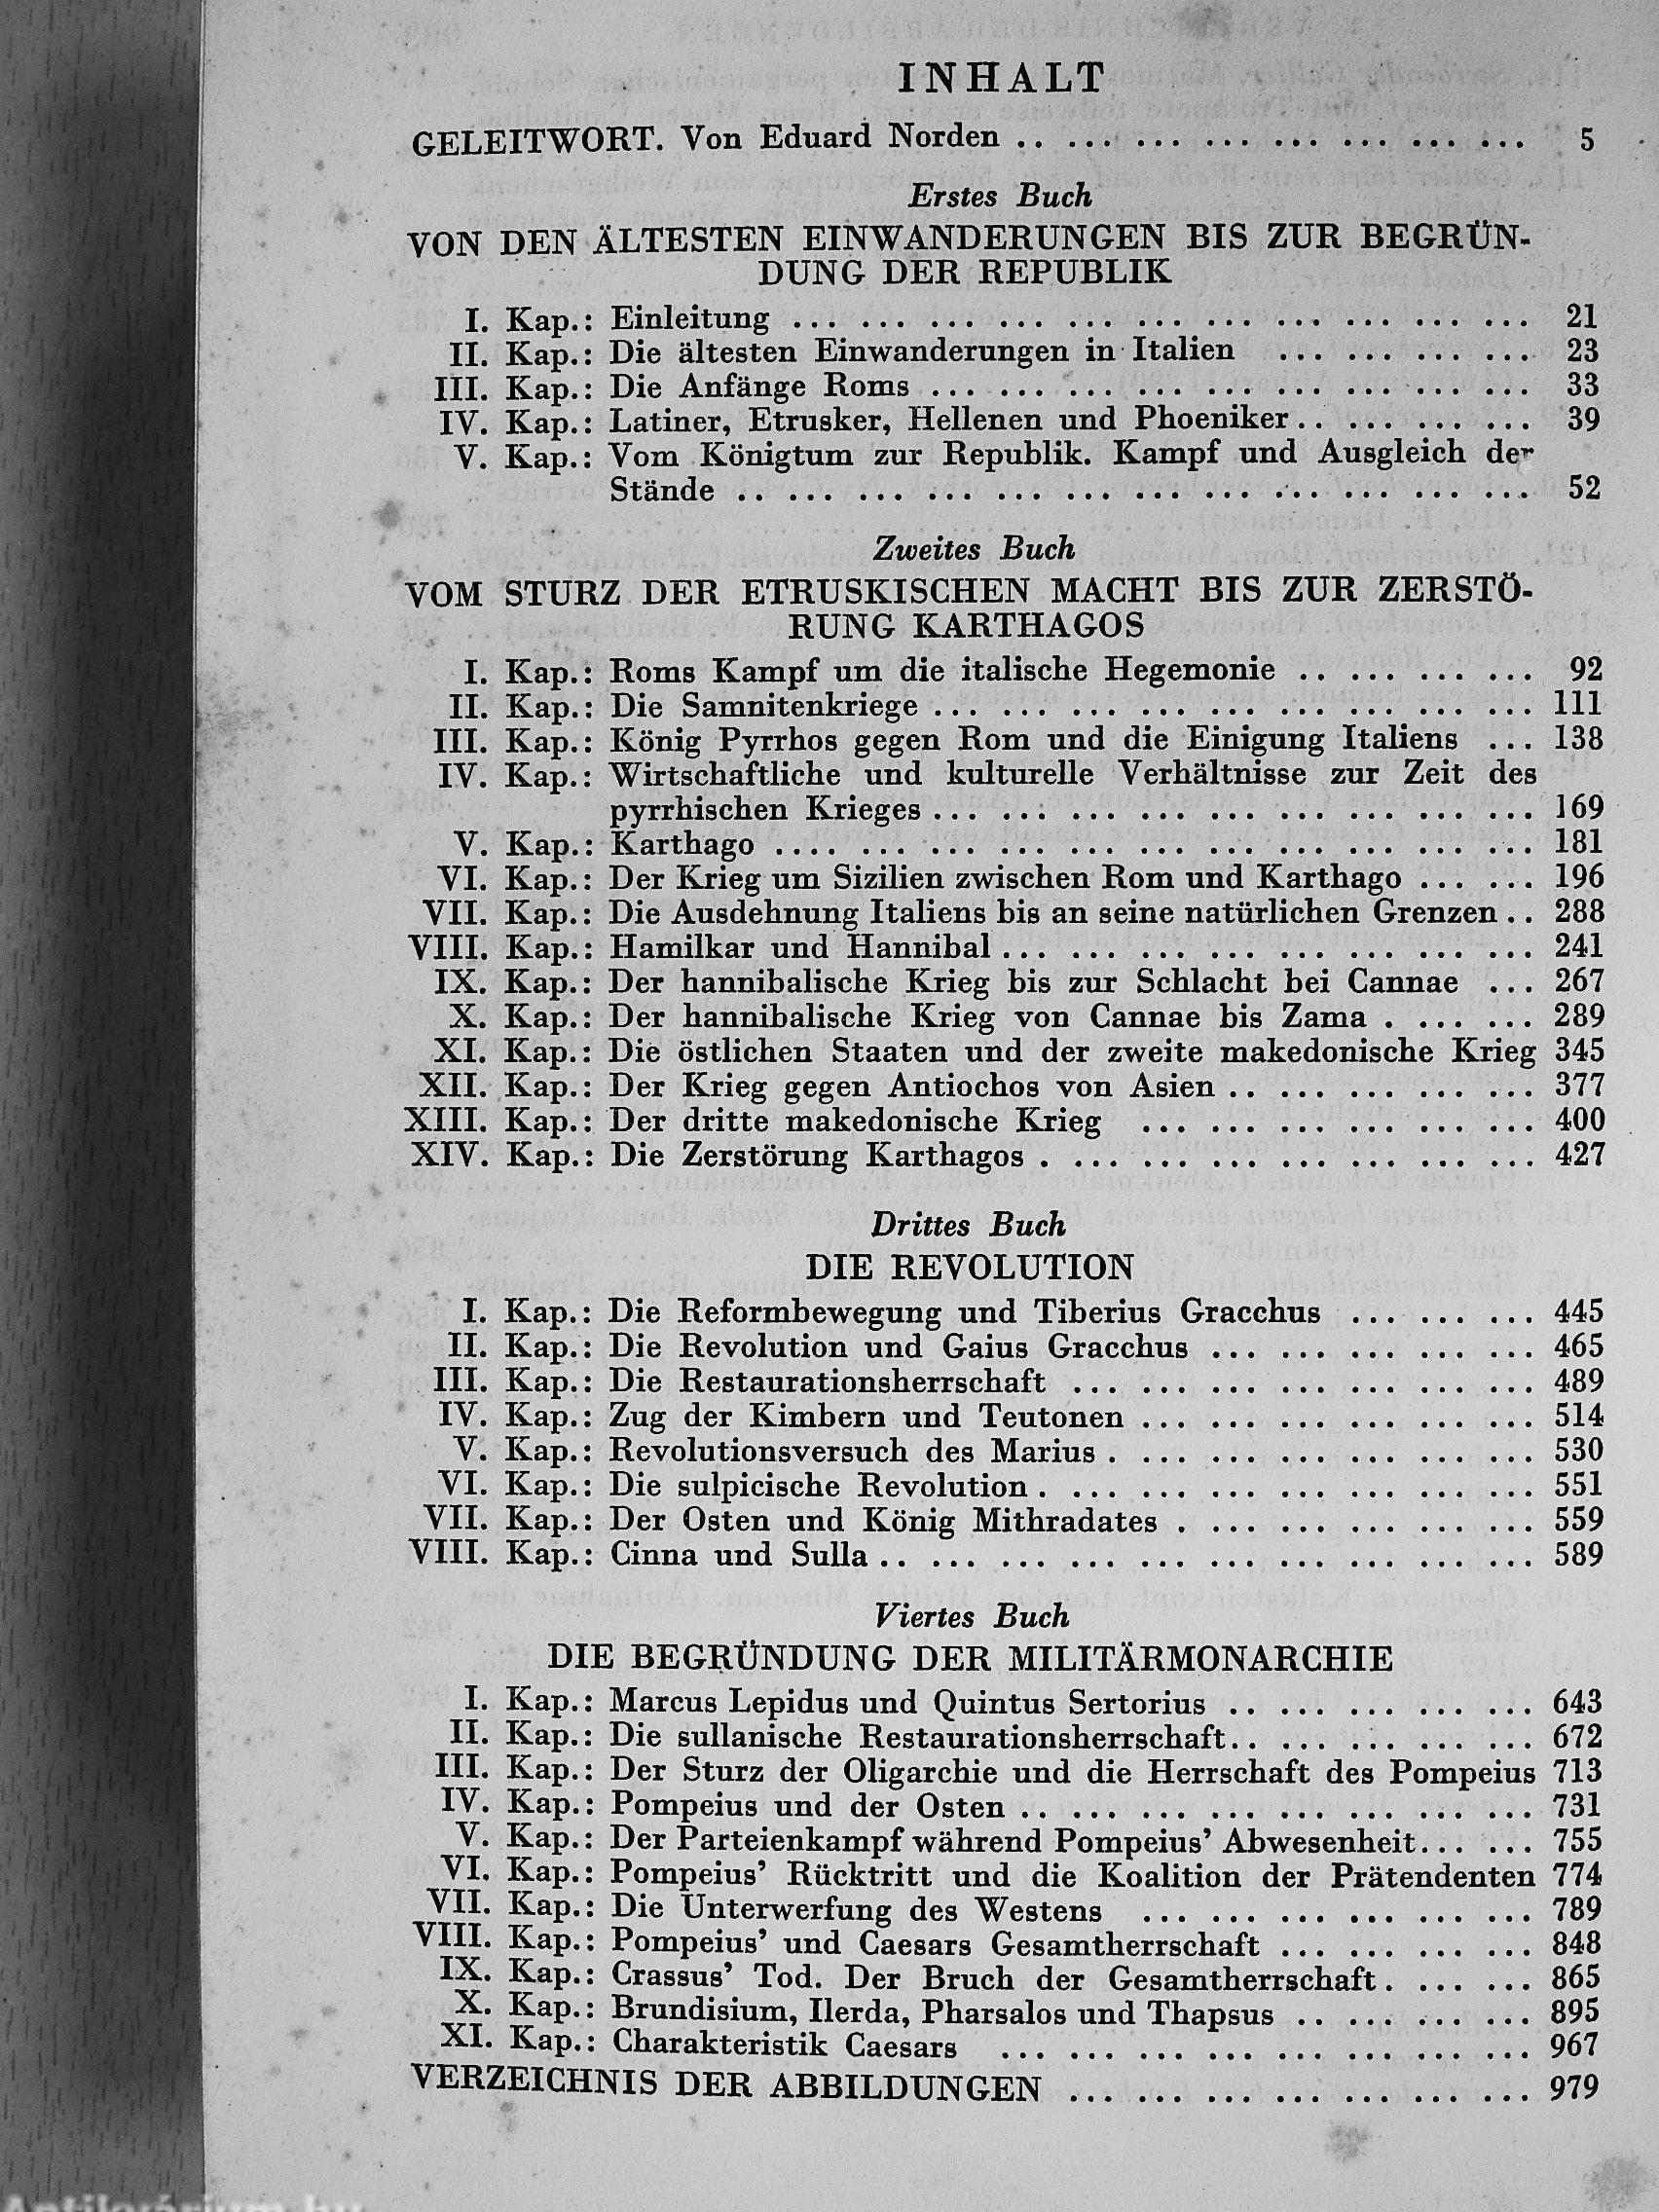 INHALT
GELEITWORT. Von Eduard Norden .. ... ... ... ... ... ... ... 5
Erstes Buch
VON DEN ÄLTESTEN EINWANDERUNGEN BIS ZUR BEGRÜN-
DUNG DER REPUBLIK
I. Kap.: Einleitung ... ... ... ... ... ... ... ... ... ... ... 21
II. Kap.: Die ältesten Einwanderungen in Italien ... ... ... ... 23
III. Kap.: Die Anfänge Roms ... ... ... ... ... ... ... ... ... 33
IV. Kap.: Latiner, Etrusker, Hellenen und Phoeniker.. ... ... ... 39
V. Kap.: Vom Königtum zur Republik. Kampf und Ausgleich der
Stände .. ... ... ... ... ... ... ... ... ... ... ... 52
Zweites Buch
VOM STURZ DER ETRUSKISCHEN MACHT BIS ZUR ZERSTÖ-
RUNG KARTHAGOS
I. Kap.: Roms Kampf um die italische Hegemonie .. ... ... ... 92
II. Kap.: Die Samnitenkriege ... ... ... ... ... ... ... ... ... 111
III. Kap.: König Pyrrhos gegen Rom und die Einigung Italiens ... 138
IV. Kap.: Wirtschaftliche und kulturelle Verhältnisse zur Zeit des
pyrrhischen Krieges ... ... ... ... ... ... ... ... ... 169
V. Kap.: Karthago .... ... ... ... ... ... ... ... ... ... ... 181
VI. Kap.: Der Krieg um Sizilien zwischen Rom und Karthago ... ... 196
VII. Kap.: Die Ausdehnung Italiens bis an seine natürlichen Grenzen .. 288
VIII. Kap.: Hamilkar und Hannibal ... ... ... ... ... ... ... ... 241
IX. Kap.: Der hannibalische Krieg bis zur Schlacht bei Cannae ... 267
X. Kap.: Der hannibalische Krieg von Cannae bis Zama . ... ... 289
XI. Kap.: Die östlichen Staaten und der zweite makedonische Krieg 345
XII. Kap.: Der Krieg gegen Antiochos von Asien .. ... ... ... ... 377
XIII. Kap.: Der dritte makedonische Krieg ... ... ... ... ... ... 400
XIV. Kap.: Die Zerstörung Karthagos . ... ... ... ... ... ... ... 427
Drittes Buch
DIE REVOLUTION
I. Kap.: Die Reformbewegung und Tiberius Gracchus ... ... ... 445
II. Kap.: Die Revolution und Gaius Gracchus ... ... ... ... ... 465
III. Kap.: Die Restaurationsherrschaft ... ... ... ... ... ... ... 489
IV. Kap.: Zug der Kimbern und Teutonen ... ... ... ... ... ... 514
V. Kap.: Revolutionsversuch des Marius . ... ... ... ... ... ... 530
VI. Kap.: Die sulpicische Revolution . ... ... ... ... ... ... ... 551
VII. Kap.: Der Osten und König Mithradates . ... ... ... ... ... 559
VIII. Kap.: Cinna und Sulla .. ... ... ... ... ... ... ... ... ... 589
Viertes Buch
DIE BEGRÜNDUNG DER MILITÄRMONARCHIE
I. Kap.: Marcus Lepidus und Quintus Sertorius .. ... ... ... ... 643
II. Kap.: Die sullanische Restaurationsherrschaft.. ... ... ... ... 672
III. Kap.: Der Sturz der Oligarchie und die Herrschaft des Pompeius 713
IV. Kap.: Pompeius und der Osten .. ... ... ... ... ... ... ... 731
V. Kap.: Der Parteienkampf während Pompeius’ Abwesenheit... ... 755
VI. Kap.: Pompeius’ Rücktritt und die Koalition der Prätendenten 774
VII. Kap.: Die Unterwerfung des Westens ... ... ... ... ... ... 789
VIII. Kap.: Pompeius’ und Caesars Gesamtherrschaft ... ... ... ... 848
IX. Kap.: Crassus’ Tod. Der Bruch der Gesamtherrschaft. ... ... 865
X. Kap.: Brundisium, Ilerda, Pharsalos und Thapsus .. ... ... ... 895
XI. Kap.: Charakteristik Caesars ... ... ... ... ... ... ... ... 967
VERZEICHNIS DER ABBILDUNGEN ... ... ... ... ... ... ... 979